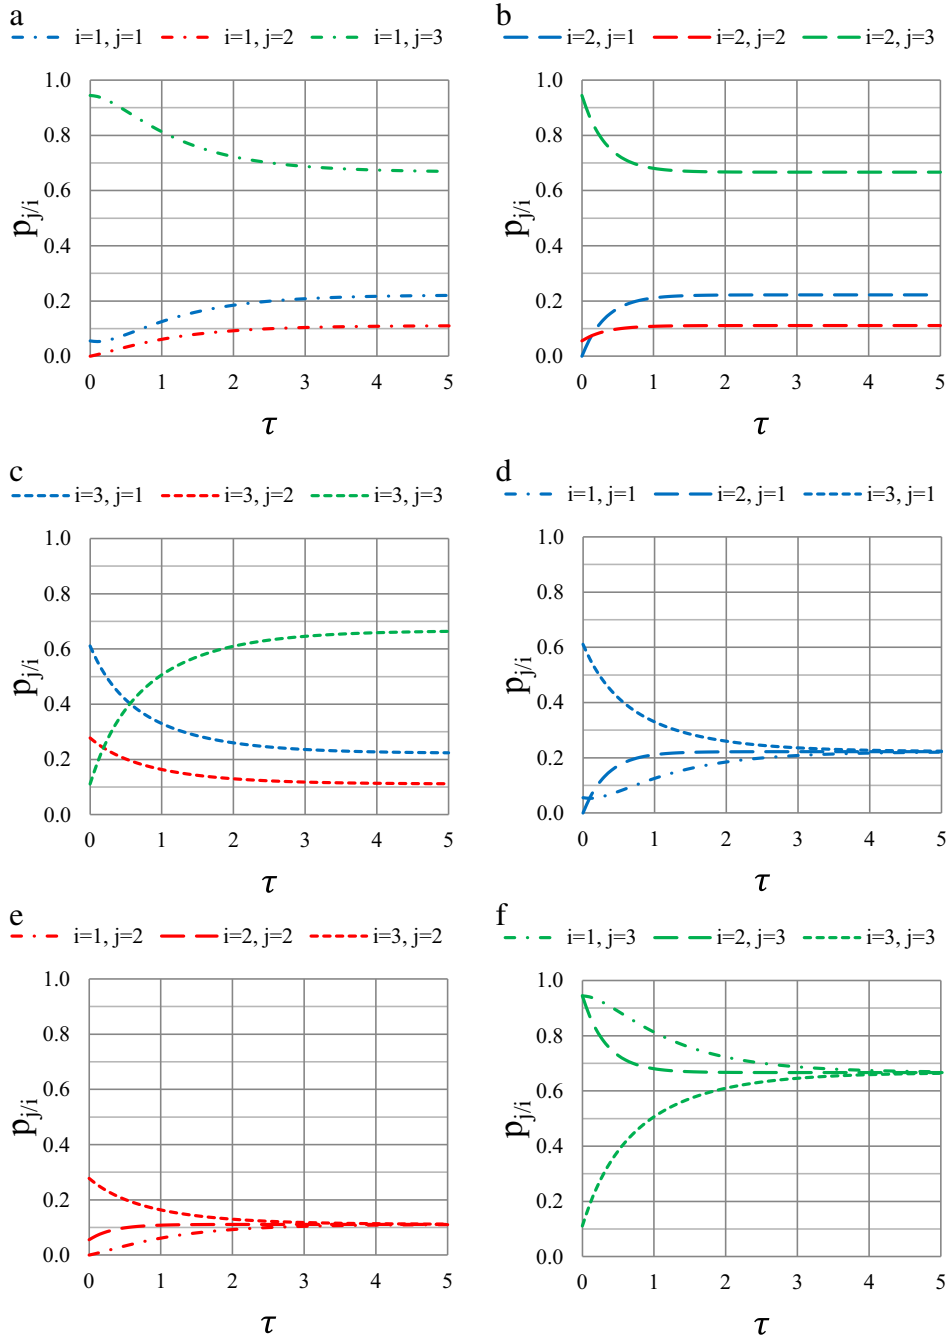 a
i=1, j=1 i=1, j=2 i=1, j=3
1.0
0.8
0.6
0.4
0.2
0.0
p_{j/i}
0 1 2 3 4 5
τ
b
i=2, j=1 i=2, j=2 i=2, j=3
1.0
0.8
0.6
0.4
0.2
0.0
p_{j/i}
0 1 2 3 4 5
τ
c
i=3, j=1 i=3, j=2 i=3, j=3
1.0
0.8
0.6
0.4
0.2
0.0
p_{j/i}
0 1 2 3 4 5
τ
d
i=1, j=1 i=2, j=1 i=3, j=1
1.0
0.8
0.6
0.4
0.2
0.0
p_{j/i}
0 1 2 3 4 5
τ
e
i=1, j=2 i=2, j=2 i=3, j=2
1.0
0.8
0.6
0.4
0.2
0.0
p_{j/i}
0 1 2 3 4 5
τ
f
i=1, j=3 i=2, j=3 i=3, j=3
1.0
0.8
0.6
0.4
0.2
0.0
p_{j/i}
0 1 2 3 4 5
τ